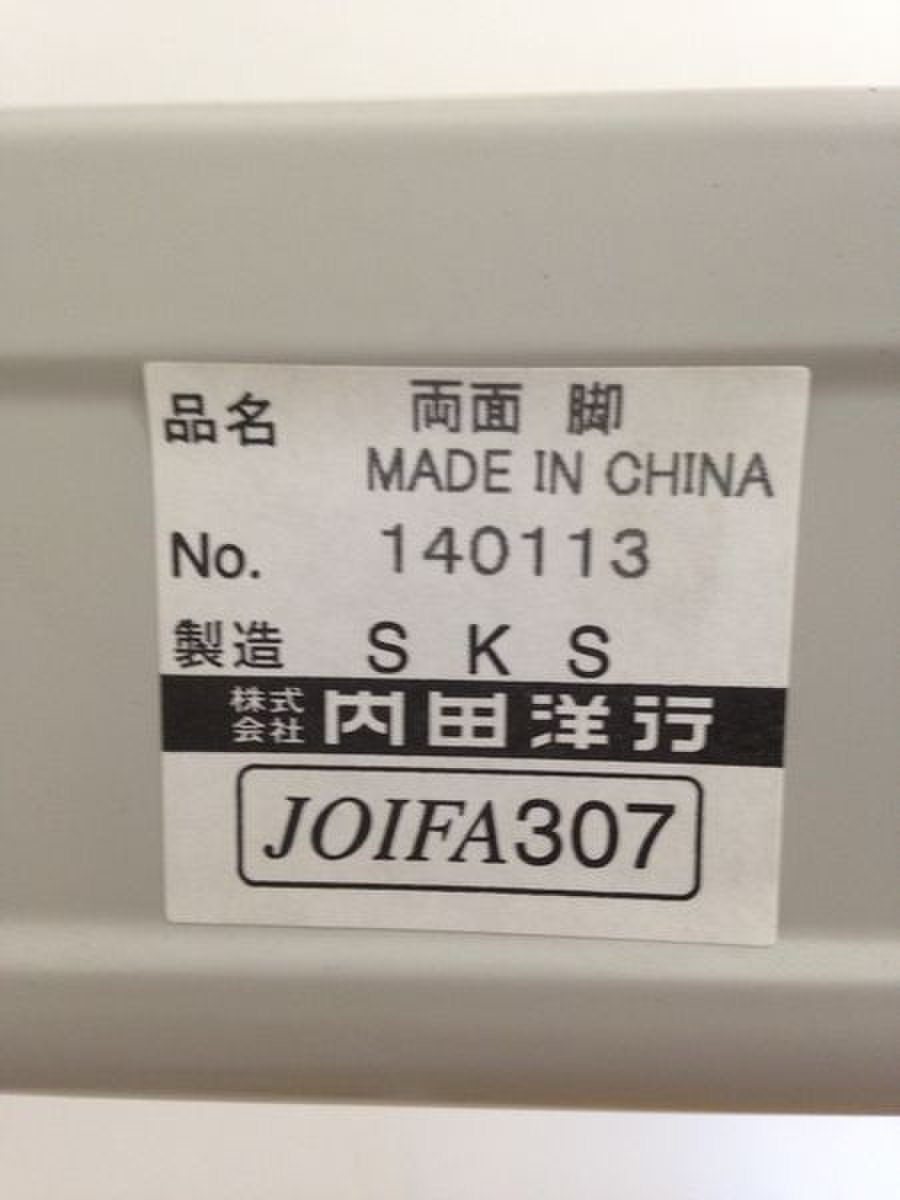 品名 両面 脚
MADE IN CHINA
No. 140113
製造 S K S
株式会社 内田洋行
JOIFA307